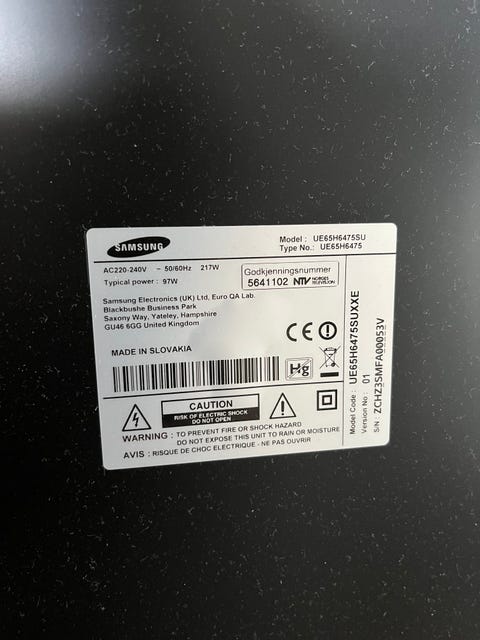 SAMSUNG
Model : UE65H6475SU
Type No.: UE65H6475
AC220-240V ~ 50/60Hz 217W
Typical power : 97W
Godkjenningsnummer
5641102 NTV NORGES TELEVISJON
Samsung Electronics (UK) Ltd, Euro QA Lab.
Blackbushe Business Park
Saxony Way, Yateley, Hampshire
GU46 6GG United Kingdom
CE
MADE IN SLOVAKIA
Hg
CAUTION
RISK OF ELECTRIC SHOCK
DO NOT OPEN
WARNING : TO PREVENT FIRE OR SHOCK HAZARD
DO NOT EXPOSE THIS UNIT TO RAIN OR MOISTURE
AVIS : RISQUE DE CHOC ELECTRIQUE - NE PAS OUVRIR
Model Code : UE65H6475SUXXE
Version No : 01
S/N : ZCHZ3SMFA00053V